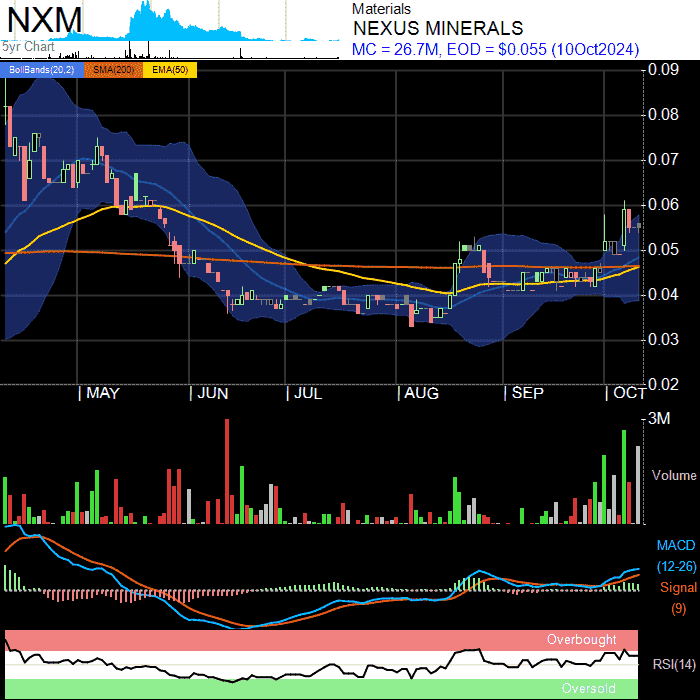 NXM
5yr Chart
Materials
NEXUS MINERALS
MC = 26.7M, EOD = $0.055 (10Oct2024)
BollBands(20,2) SMA(200) EMA(50)
0.09
0.08
0.07
0.06
0.05
0.04
0.03
0.02
| MAY | JUN | JUL | AUG | SEP | OCT
3M
Volume
0
MACD
(12-26)
Signal
(9)
Overbought
RSI(14)
Oversold